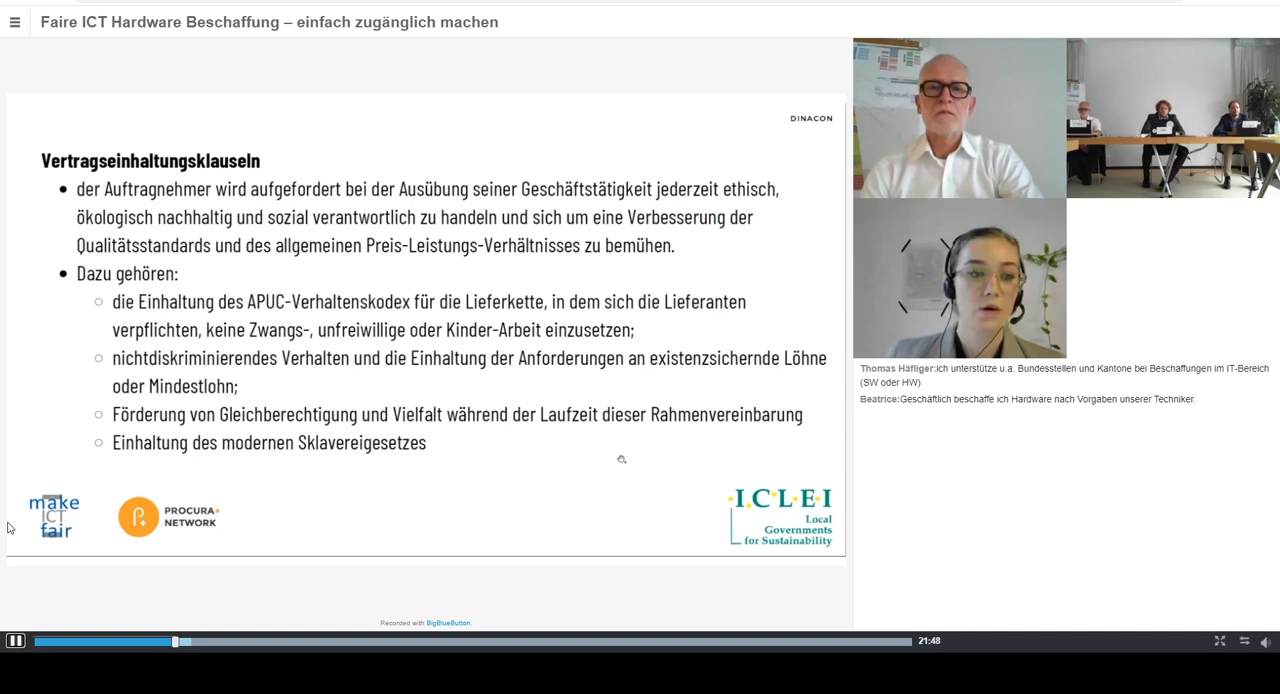 Faire ICT Hardware Beschaffung – einfach zugänglich machen
DINACON
Vertragseinhaltungsklauseln
• der Auftragnehmer wird aufgefordert bei der Ausübung seiner Geschäftstätigkeit jederzeit ethisch,
ökologisch nachhaltig und sozial verantwortlich zu handeln und sich um eine Verbesserung der
Qualitätsstandards und des allgemeinen Preis-Leistungs-Verhältnisses zu bemühen.
• Dazu gehören:
○ die Einhaltung des APUC-Verhaltenskodex für die Lieferkette, in dem sich die Lieferanten
verpflichten, keine Zwangs-, unfreiwillige oder Kinder-Arbeit einzusetzen;
○ nichtdiskriminierendes Verhalten und die Einhaltung der Anforderungen an existenzsichernde Löhne
oder Mindestlohn;
○ Förderung von Gleichberechtigung und Vielfalt während der Laufzeit dieser Rahmenvereinbarung
○ Einhaltung des modernen Sklavereigesetzes
make
ICT
fair
PROCURA+
NETWORK
I.C.L.E.I
Local
Governments
for Sustainability
Thomas Häfliger:ich unterstütze u.a. Bundesstellen und Kantone bei Beschaffungen im IT-Bereich
(SW oder HW)
Beatrice:Geschäftlich beschaffe ich Hardware nach Vorgaben unserer Techniker.
Recorded with BigBlueButton.
21:48